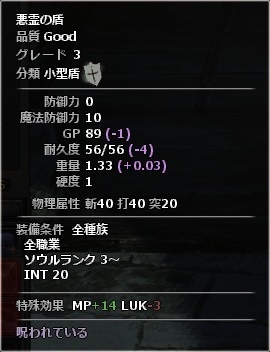 悪霊の盾
品質 Good
グレード 3
分類 小型盾
防御力 0
魔法防御力 10
GP 89 (-1)
耐久度 56/56 (-4)
重量 1.33 (+0.03)
硬度 1
物理属性 斬40 打40 突20
装備条件 全種族
全職業
ソウルランク 3～
INT 20
特殊効果 MP+14 LUK-3
呪われている